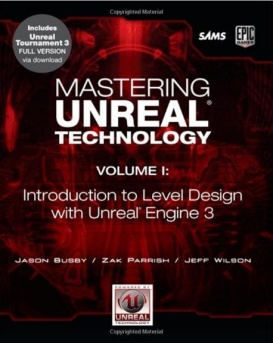 Includes
Unreal
Tournament 3
FULL VERSION
via download
SAMS
EPIC
GAMES
MASTERING
UNREAL®
TECHNOLOGY
VOLUME I:
Introduction to Level Design
with Unreal® Engine 3
JASON BUSBY / ZAK PARRISH / JEFF WILSON
POWERED BY
UNREAL
TECHNOLOGY